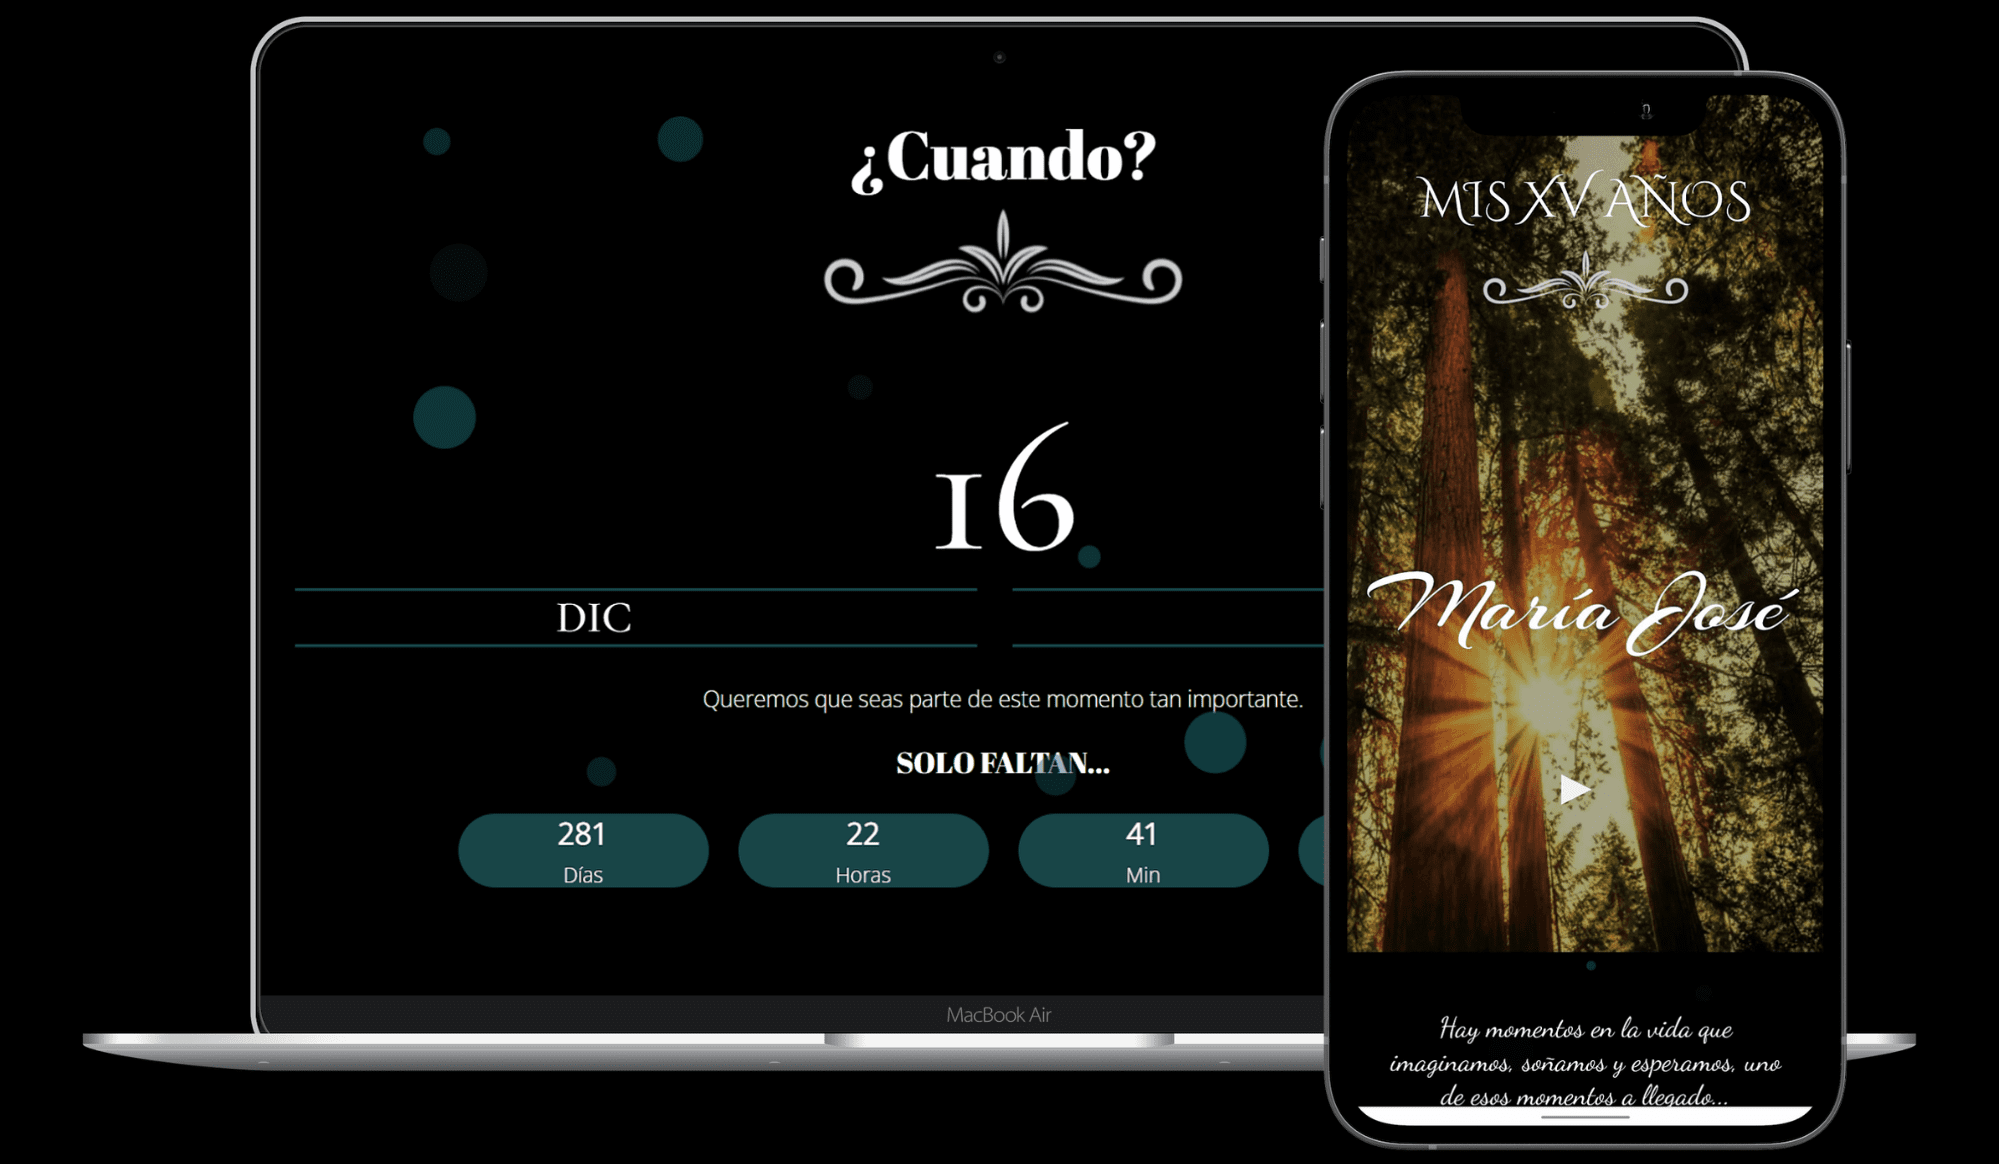 ¿Cuando?
16
DIC
Queremos que seas parte de este momento tan importante.
SOLO FALTAN...
281
Días
22
Horas
41
Min
MacBook Air
MIS XV AÑOS
María José
Hay momentos en la vida que
imaginamos, soñamos y esperamos, uno
de esos momentos a llegado...